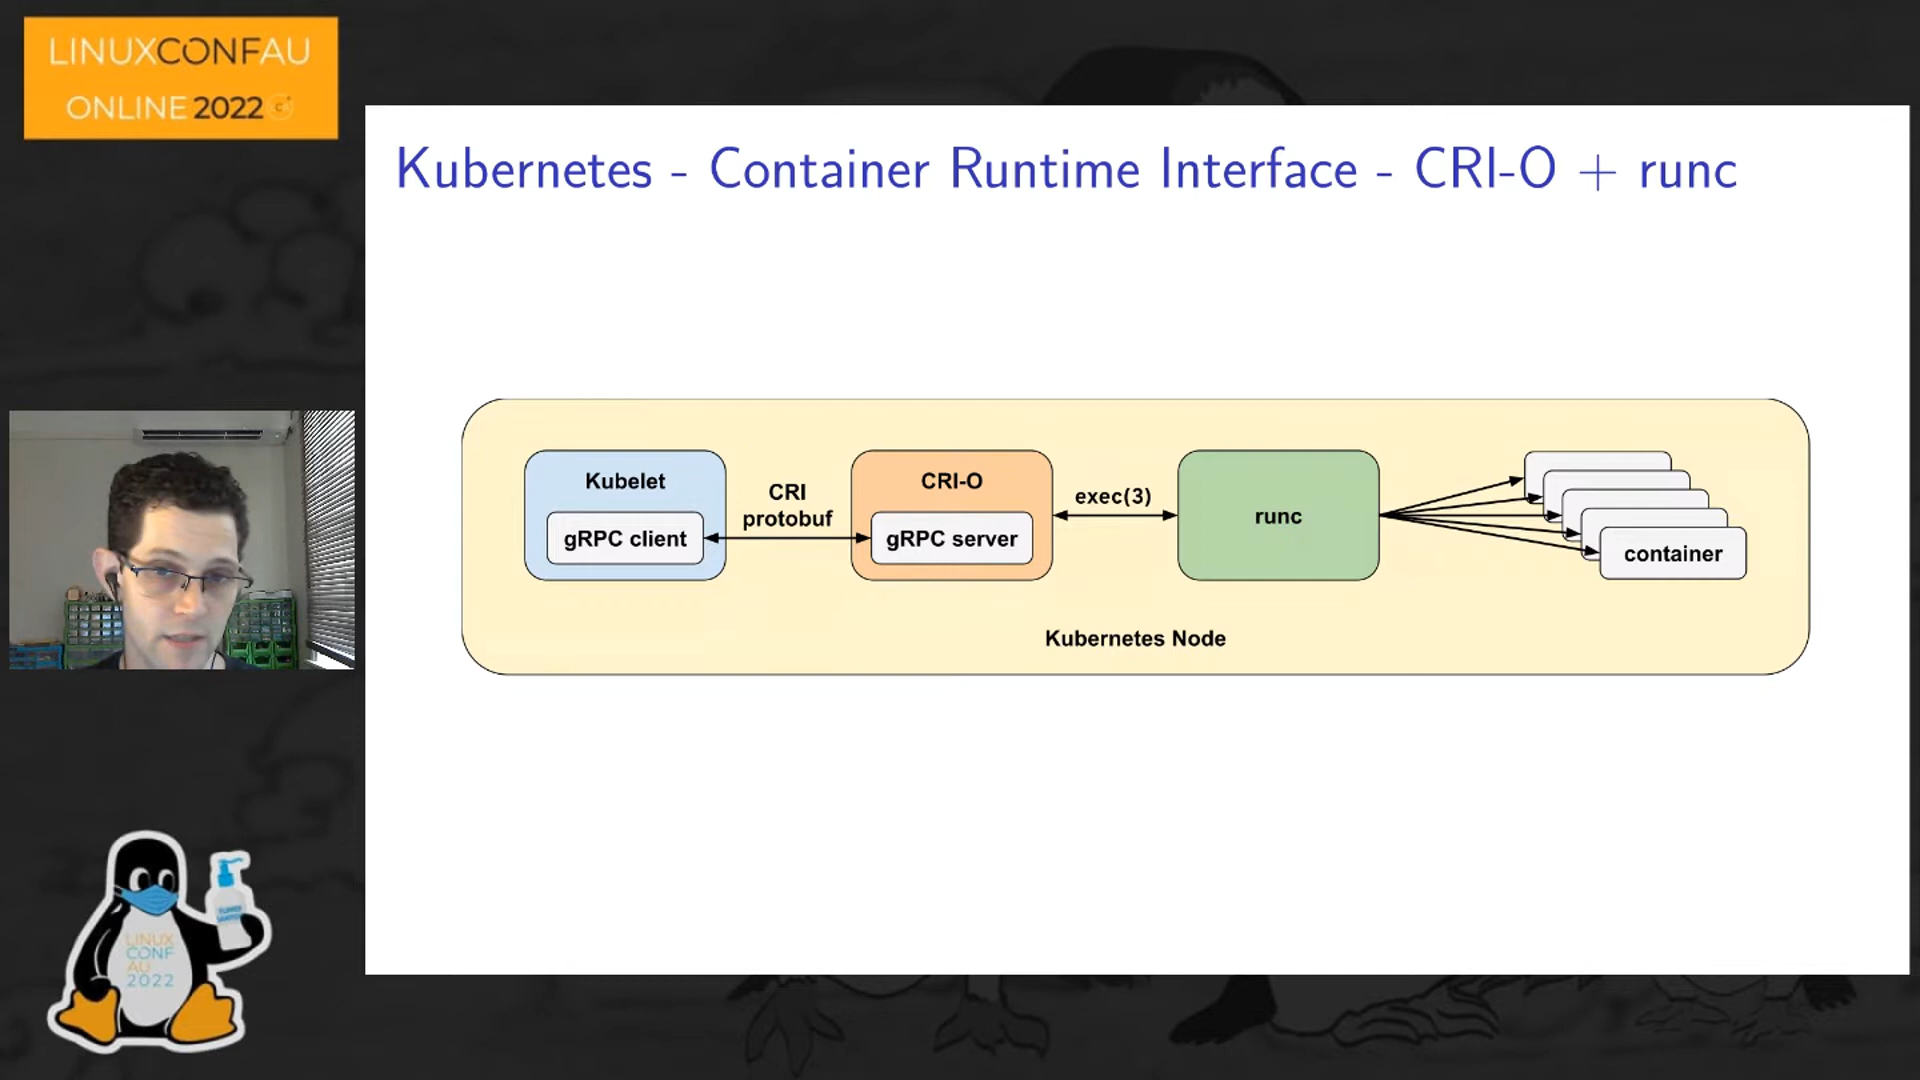 LINUXCONFAU
ONLINE 2022
Kubernetes - Container Runtime Interface - CRI-O + runc
Kubelet
gRPC client
CRI
protobuf
CRI-O
gRPC server
exec(3)
runc
container
Kubernetes Node
LINUX
CONF
AU
2022